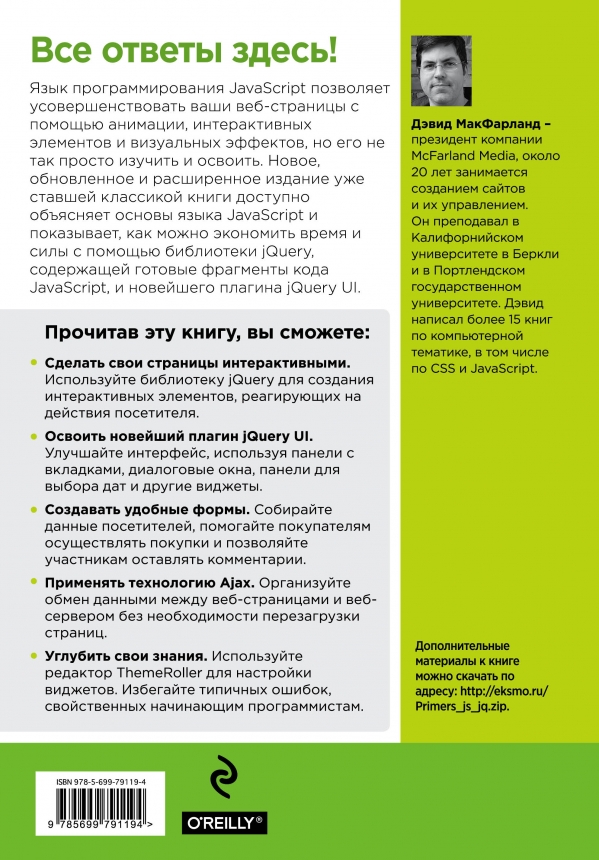 Все ответы здесь!
Язык программирования JavaScript позволяет
усовершенствовать ваши веб-страницы с
помощью анимации, интерактивных
элементов и визуальных эффектов, но его не
так просто изучить и освоить. Новое,
обновленное и расширенное издание уже
ставшей классикой книги доступно
объясняет основы языка JavaScript и
показывает, как можно экономить время и
силы с помощью библиотеки jQuery,
содержащей готовые фрагменты кода
JavaScript, и новейшего плагина jQuery UI.
Прочитав эту книгу, вы сможете:
• Сделать свои страницы интерактивными.
Используйте библиотеку jQuery для создания
интерактивных элементов, реагирующих на
действия посетителя.
• Освоить новейший плагин jQuery UI.
Улучшайте интерфейс, используя панели с
вкладками, диалоговые окна, панели для
выбора дат и другие виджеты.
• Создавать удобные формы. Собирайте
данные посетителей, помогайте покупателям
осуществлять покупки и позволяйте
участникам оставлять комментарии.
• Применять технологию Ajax. Организуйте
обмен данными между веб-страницами и веб-
сервером без необходимости перезагрузки
страниц.
• Углубить свои знания. Используйте
редактор ThemeRoller для настройки
виджетов. Избегайте типичных ошибок,
свойственных начинающим программистам.
Дэвид МакФарланд –
президент компании
McFarland Media, около
20 лет занимается
созданием сайтов
и их управлением.
Он преподавал в
Калифорнийском
университете в Беркли
и в Портлендском
государственном
университете. Дэвид
написал более 15 книг
по компьютерной
тематике, в том числе
по CSS и JavaScript.
Дополнительные
материалы к книге
можно скачать по
адресу: http://eksmo.ru/
Primers_js_jq.zip.
ISBN 978-5-699-79119-4
9 785699 791194 >
O'REILLY®